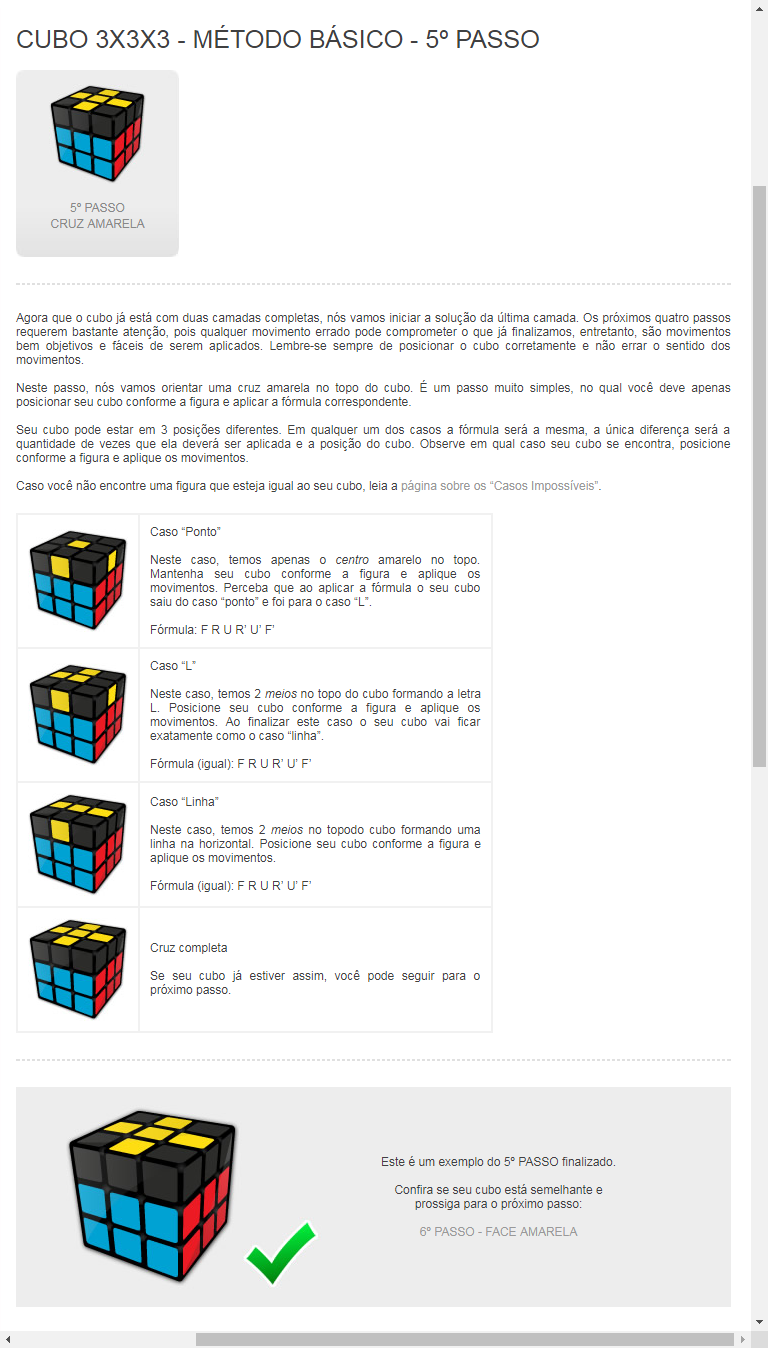 CUBO 3X3X3 - MÉTODO BÁSICO - 5º PASSO
5º PASSO
CRUZ AMARELA
Agora que o cubo já está com duas camadas completas, nós vamos iniciar a solução da última camada. Os próximos quatro passos
requerem bastante atenção, pois qualquer movimento errado pode comprometer o que já finalizamos, entretanto, são movimentos
bem objetivos e fáceis de serem aplicados. Lembre-se sempre de posicionar o cubo corretamente e não errar o sentido dos
movimentos.
Neste passo, nós vamos orientar uma cruz amarela no topo do cubo. É um passo muito simples, no qual você deve apenas
posicionar seu cubo conforme a figura e aplicar a fórmula correspondente.
Seu cubo pode estar em 3 posições diferentes. Em qualquer um dos casos a fórmula será a mesma, a única diferença será a
quantidade de vezes que ela deverá ser aplicada e a posição do cubo. Observe em qual caso seu cubo se encontra, posicione
conforme a figura e aplique os movimentos.
Caso você não encontre uma figura que esteja igual ao seu cubo, leia a página sobre os “Casos Impossíveis”.
Caso “Ponto”
Neste caso, temos apenas o centro amarelo no topo.
Mantenha seu cubo conforme a figura e aplique os
movimentos. Perceba que ao aplicar a fórmula o seu cubo
saiu do caso “ponto” e foi para o caso “L”.
Fórmula: F R U R’ U’ F’
Caso “L”
Neste caso, temos 2 meios no topo do cubo formando a letra
L. Posicione seu cubo conforme a figura e aplique os
movimentos. Ao finalizar este caso o seu cubo vai ficar
exatamente como o caso “linha”.
Fórmula (igual): F R U R’ U’ F’
Caso “Linha”
Neste caso, temos 2 meios no topodo cubo formando uma
linha na horizontal. Posicione seu cubo conforme a figura e
aplique os movimentos.
Fórmula (igual): F R U R’ U’ F’
Cruz completa
Se seu cubo já estiver assim, você pode seguir para o
próximo passo.
Este é um exemplo do 5º PASSO finalizado.
Confira se seu cubo está semelhante e
prossiga para o próximo passo:
6º PASSO - FACE AMARELA